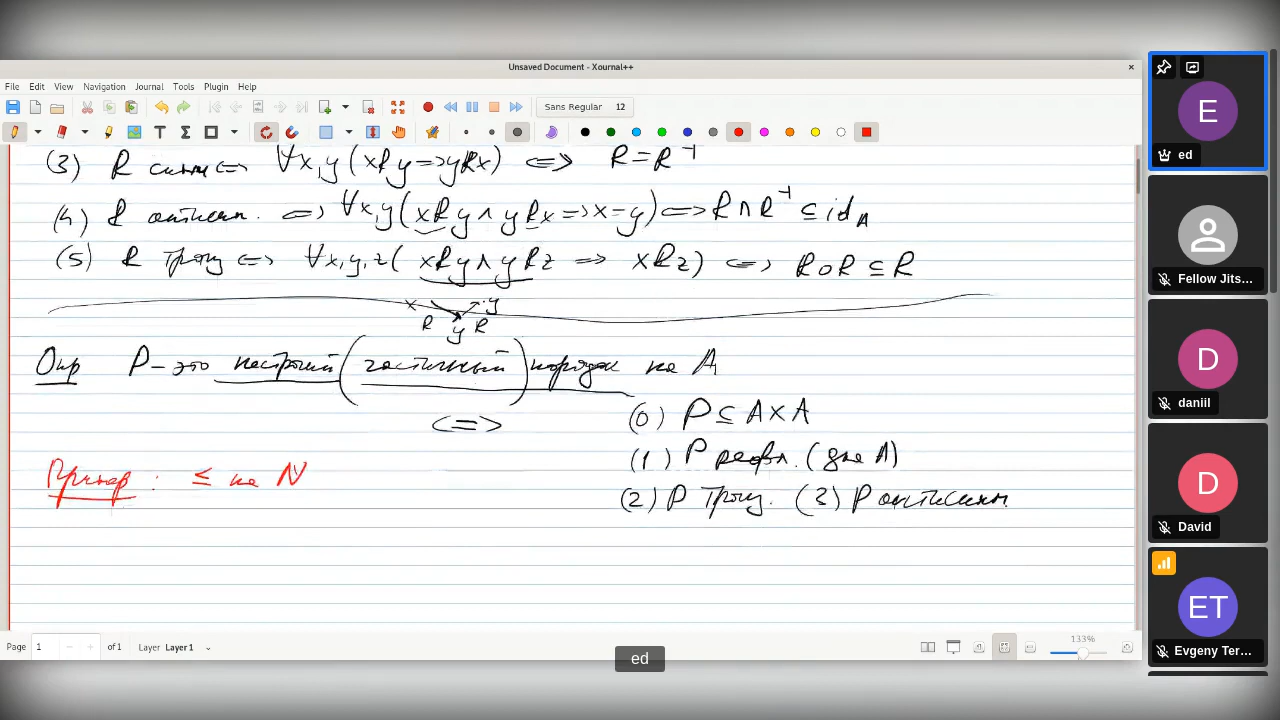 Unsaved Document - Xournal++
×
File Edit View Navigation Journal Tools Plugin Help
Sans Regular 12
(3) R симм <=> ∀x,y (xRy => yRx) <=> R = R⁻¹
(4) R антисим. <=> ∀x,y (xRy ∧ yRx => x=y) <=> R ∩ R⁻¹ ⊆ id_A
(5) R транз <=> ∀x,y,z (xRy ∧ yRz => xRz) <=> R∘R ⊆ R
x y
R y R
Опр P - это нестрогий (частичный) порядок на A
<=> (0) P ⊆ A×A
(1) P рефл. (для A)
Пример: ≤ на N
(2) P транз. (3) P антисимм.
Page 1 of 1 Layer Layer 1
133%
ed
E
ed
Fellow Jits...
D
daniil
D
David
ET
Evgeny Ter...